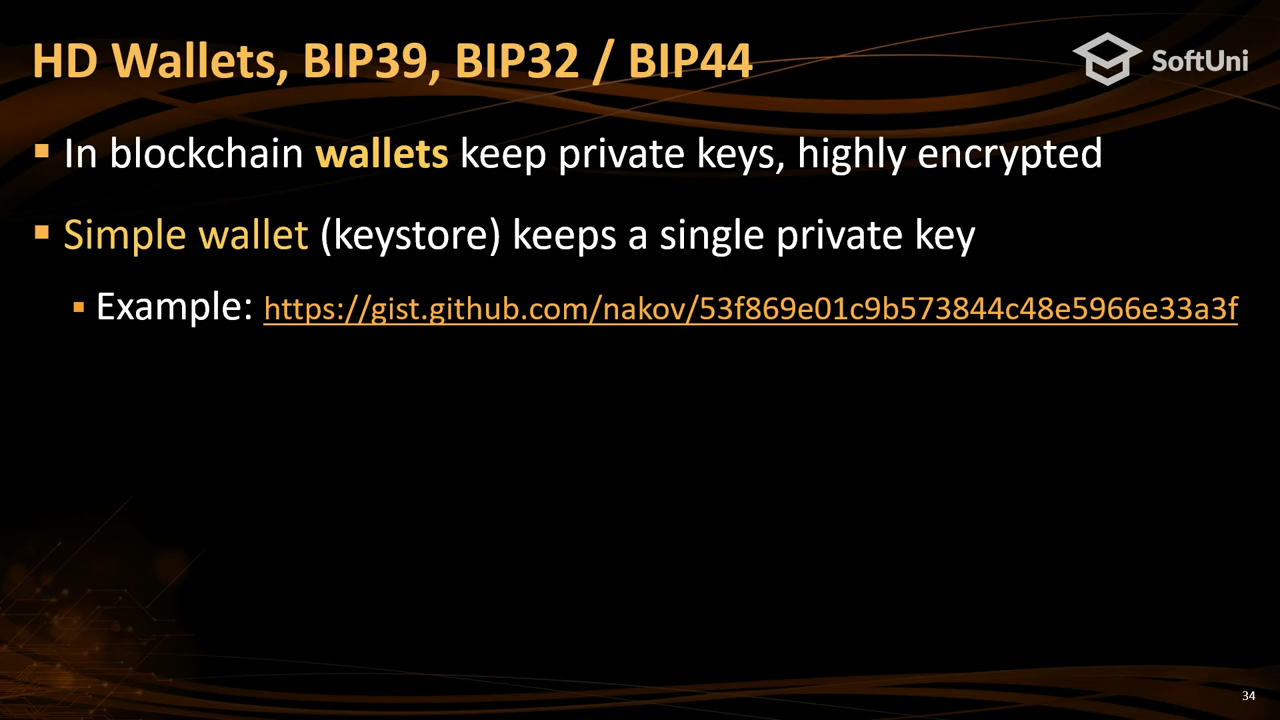 HD Wallets, BIP39, BIP32 / BIP44
SoftUni
In blockchain wallets keep private keys, highly encrypted
Simple wallet (keystore) keeps a single private key
Example: https://gist.github.com/nakov/53f869e01c9b573844c48e5966e33a3f
34